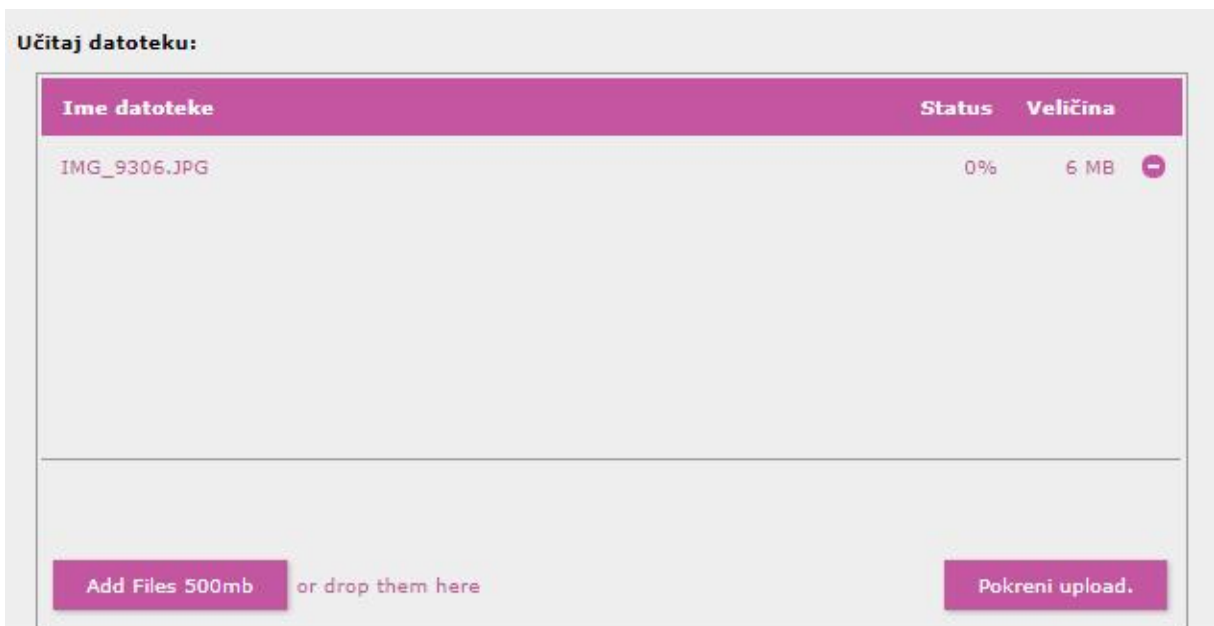 Učitaj datoteku:
Ime datoteke Status Veličina
IMG_9306.JPG 0% 6 MB
Add Files 500mb or drop them here Pokreni upload.